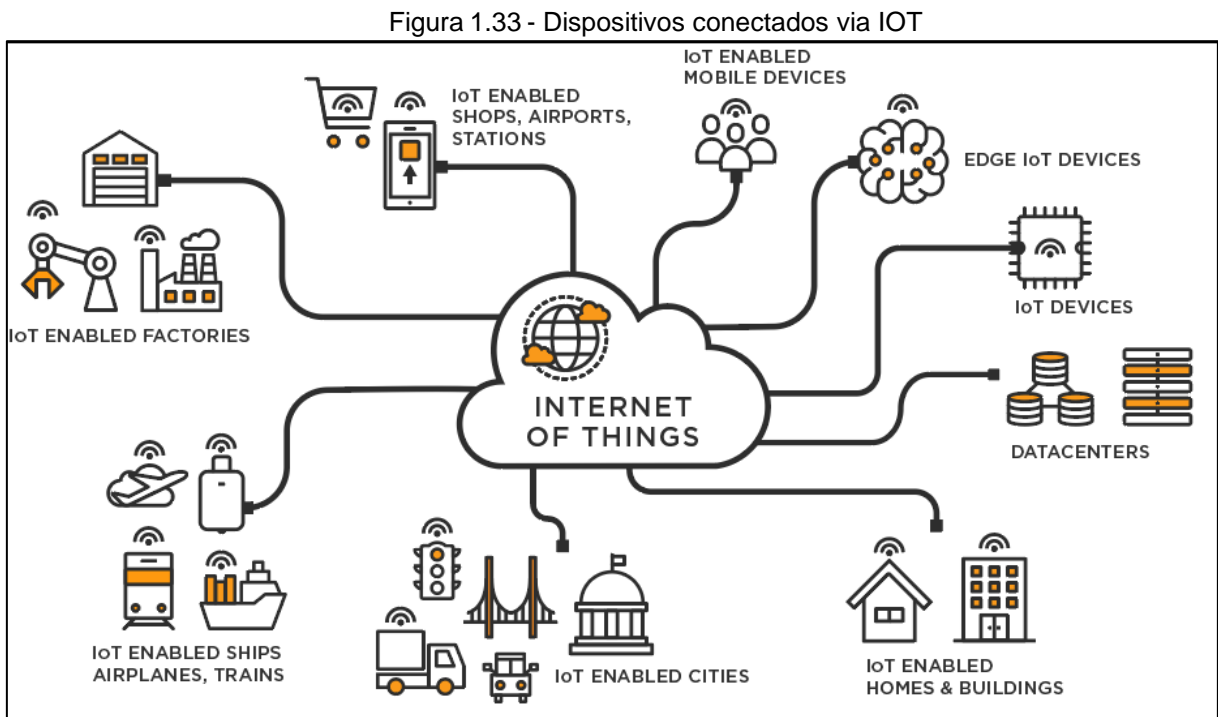 Figura 1.33 - Dispositivos conectados via IOT
IoT ENABLED
SHOPS, AIRPORTS,
STATIONS
IoT ENABLED
MOBILE DEVICES
EDGE IoT DEVICES
IoT DEVICES
IoT ENABLED FACTORIES
INTERNET
OF THINGS
DATACENTERS
IoT ENABLED SHIPS
AIRPLANES, TRAINS
IoT ENABLED CITIES
IoT ENABLED
HOMES & BUILDINGS